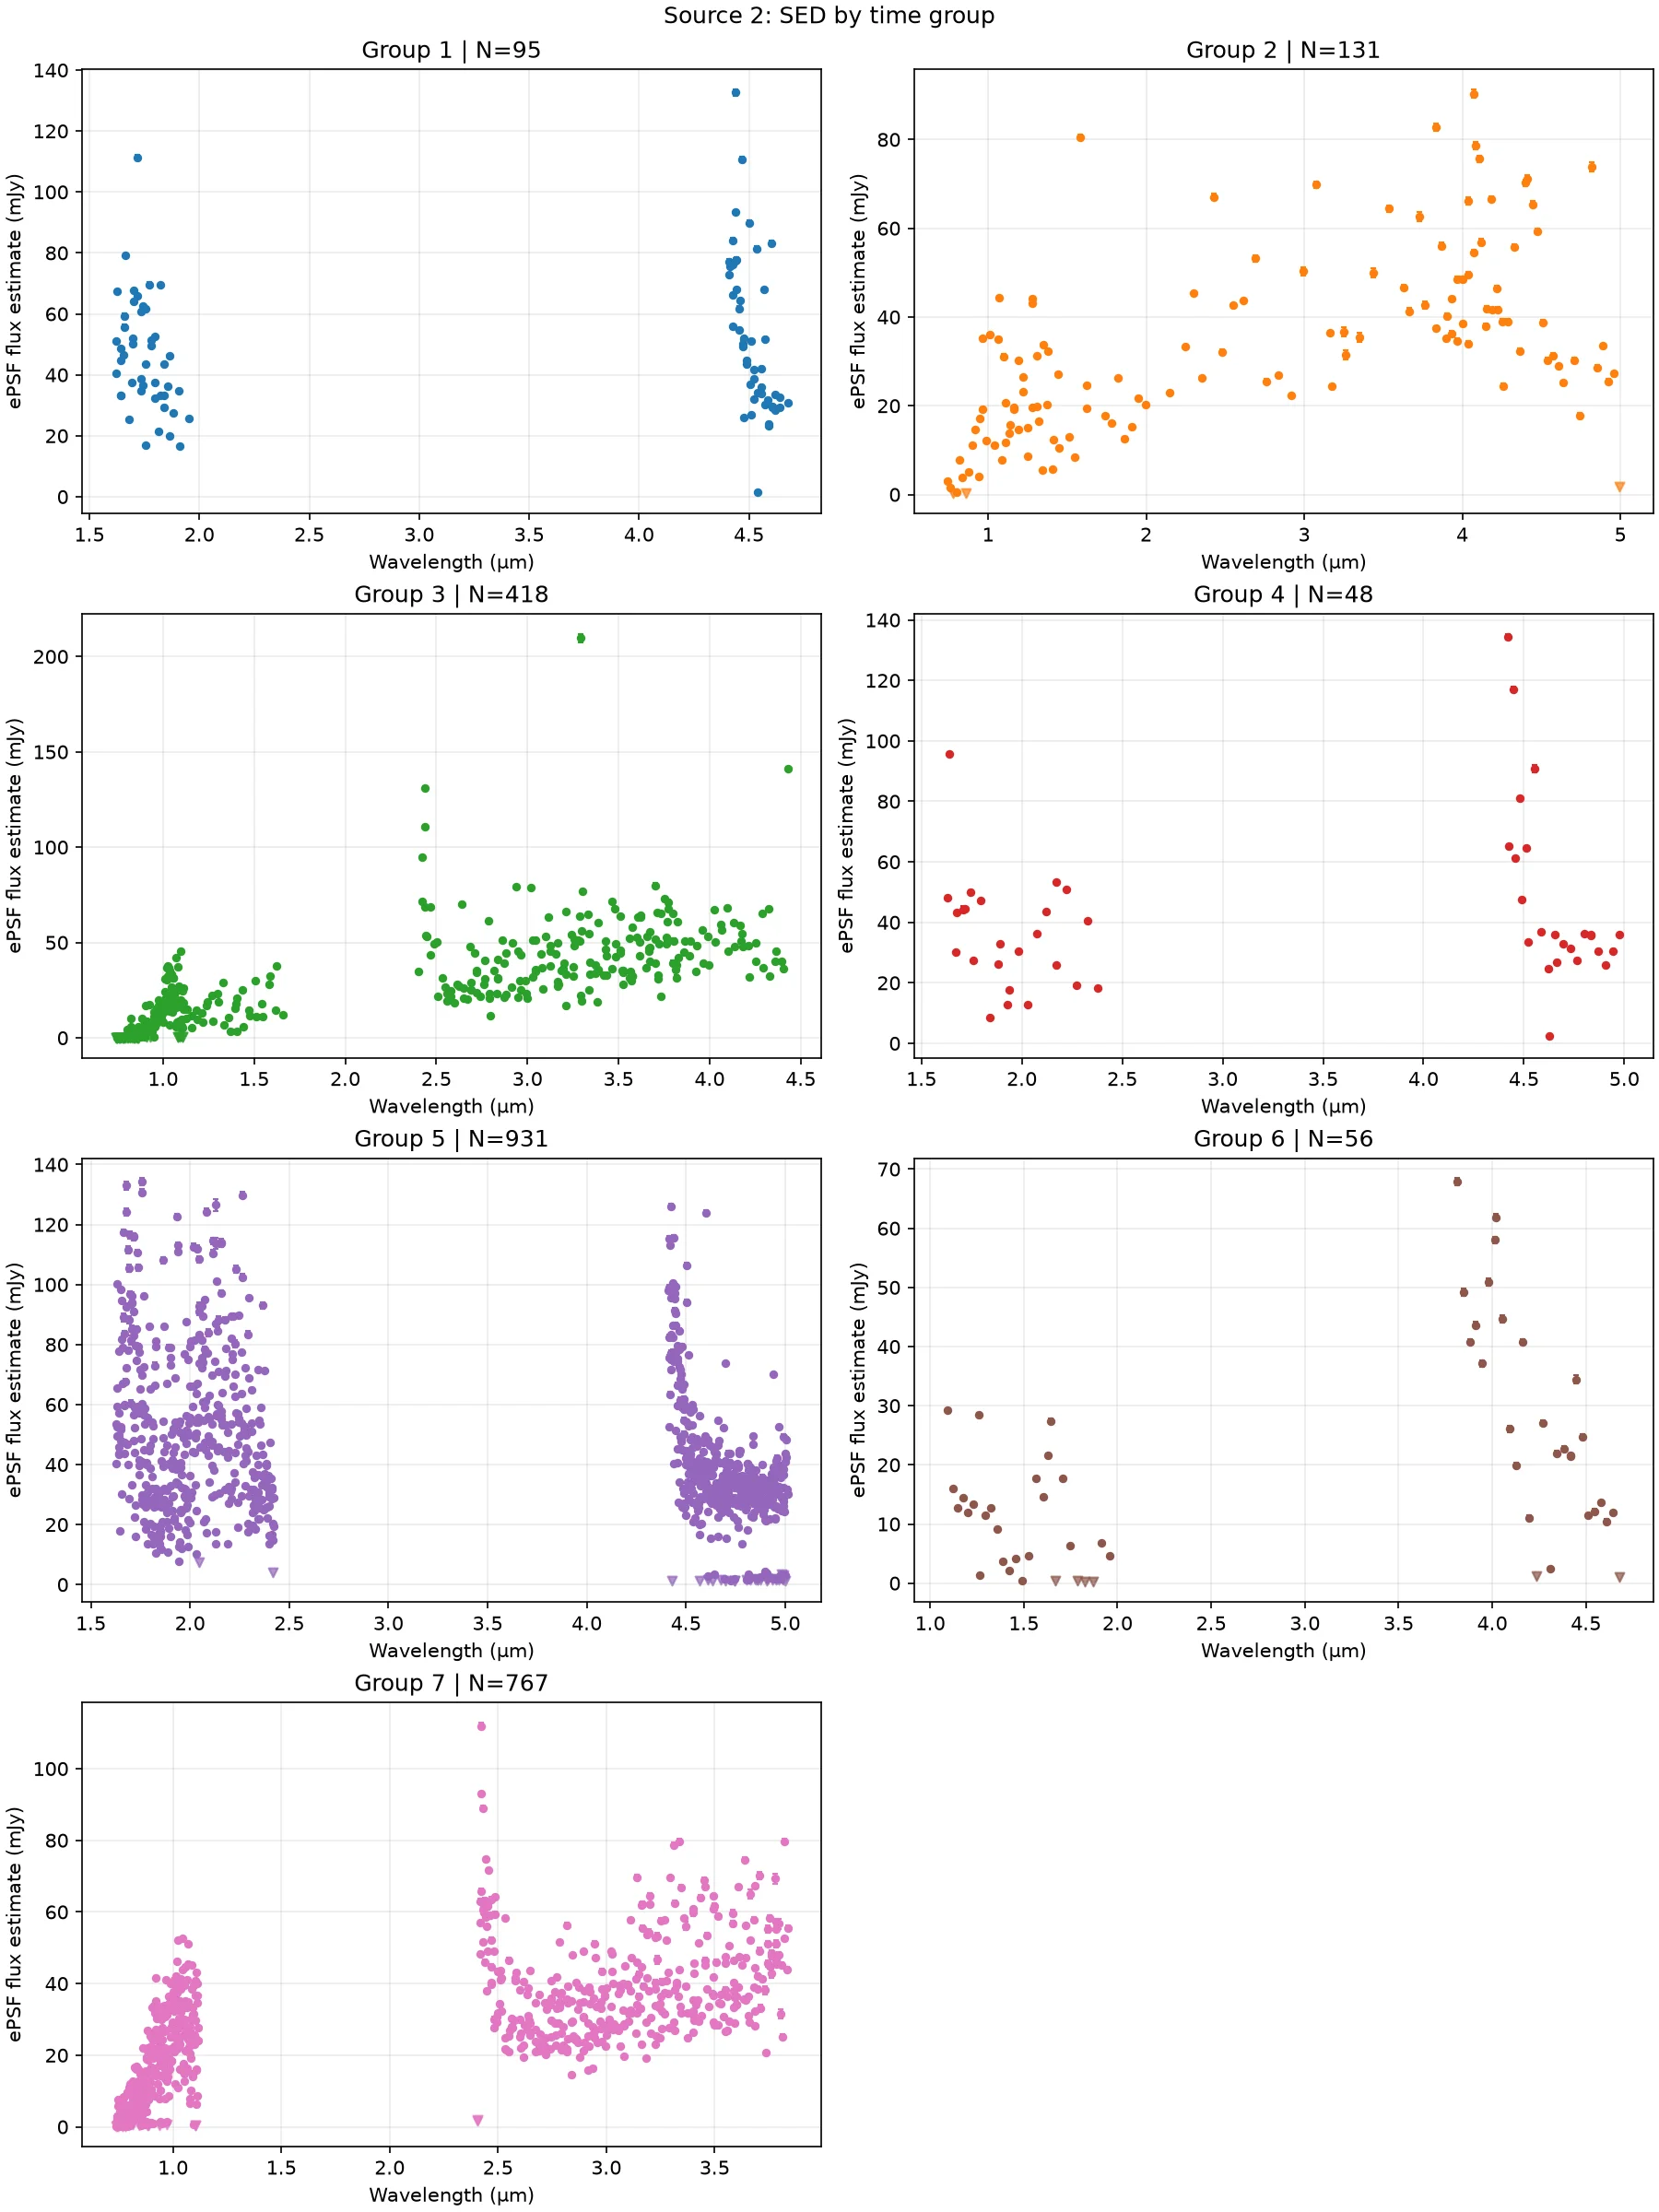 Source 2: SED by time group
Group 1 | N=95
140
120
100
80
60
40
20
0
ePSF flux estimate (mJy)
1.5 2.0 2.5 3.0 3.5 4.0 4.5
Wavelength (μm)
Group 2 | N=131
80
60
40
20
0
ePSF flux estimate (mJy)
1 2 3 4 5
Wavelength (μm)
Group 3 | N=418
200
150
100
50
0
ePSF flux estimate (mJy)
1.0 1.5 2.0 2.5 3.0 3.5 4.0 4.5
Wavelength (μm)
Group 4 | N=48
140
120
100
80
60
40
20
0
ePSF flux estimate (mJy)
1.5 2.0 2.5 3.0 3.5 4.0 4.5 5.0
Wavelength (μm)
Group 5 | N=931
140
120
100
80
60
40
20
0
ePSF flux estimate (mJy)
1.5 2.0 2.5 3.0 3.5 4.0 4.5 5.0
Wavelength (μm)
Group 6 | N=56
70
60
50
40
30
20
10
0
ePSF flux estimate (mJy)
1.0 1.5 2.0 2.5 3.0 3.5 4.0 4.5
Wavelength (μm)
Group 7 | N=767
100
80
60
40
20
0
ePSF flux estimate (mJy)
1.0 1.5 2.0 2.5 3.0 3.5
Wavelength (μm)